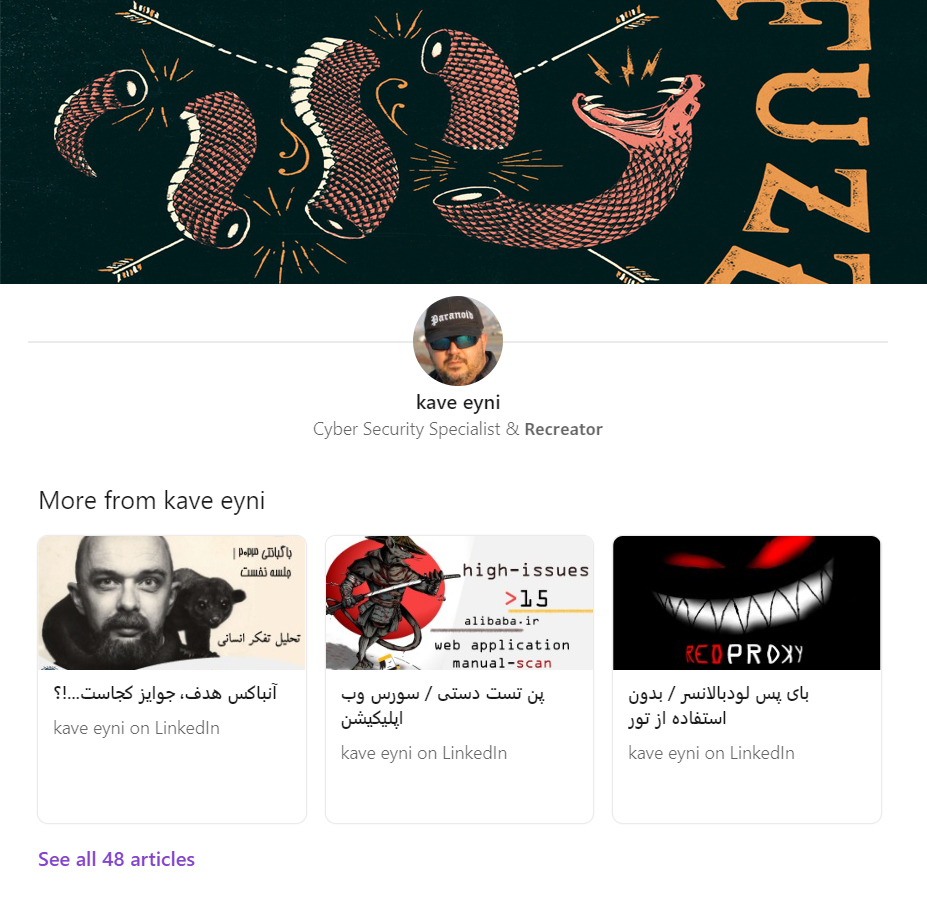 FUZZ
Paranoid
kave eyni
Cyber Security Specialist & Recreator
More from kave eyni
باگبانتی ۲۰۲۳ |
جلسه نخست
تحلیل تفکر انسانی
آنباکس هدف، جوایز کجاست...!؟
kave eyni on LinkedIn
high-issues
>15
alibaba.ir
web application
manual-scan
پن تست دستی / سورس وب
اپلیکیشن
kave eyni on LinkedIn
REDPROXY
بای پس لودبالانسر / بدون
استفاده از تور
kave eyni on LinkedIn
See all 48 articles